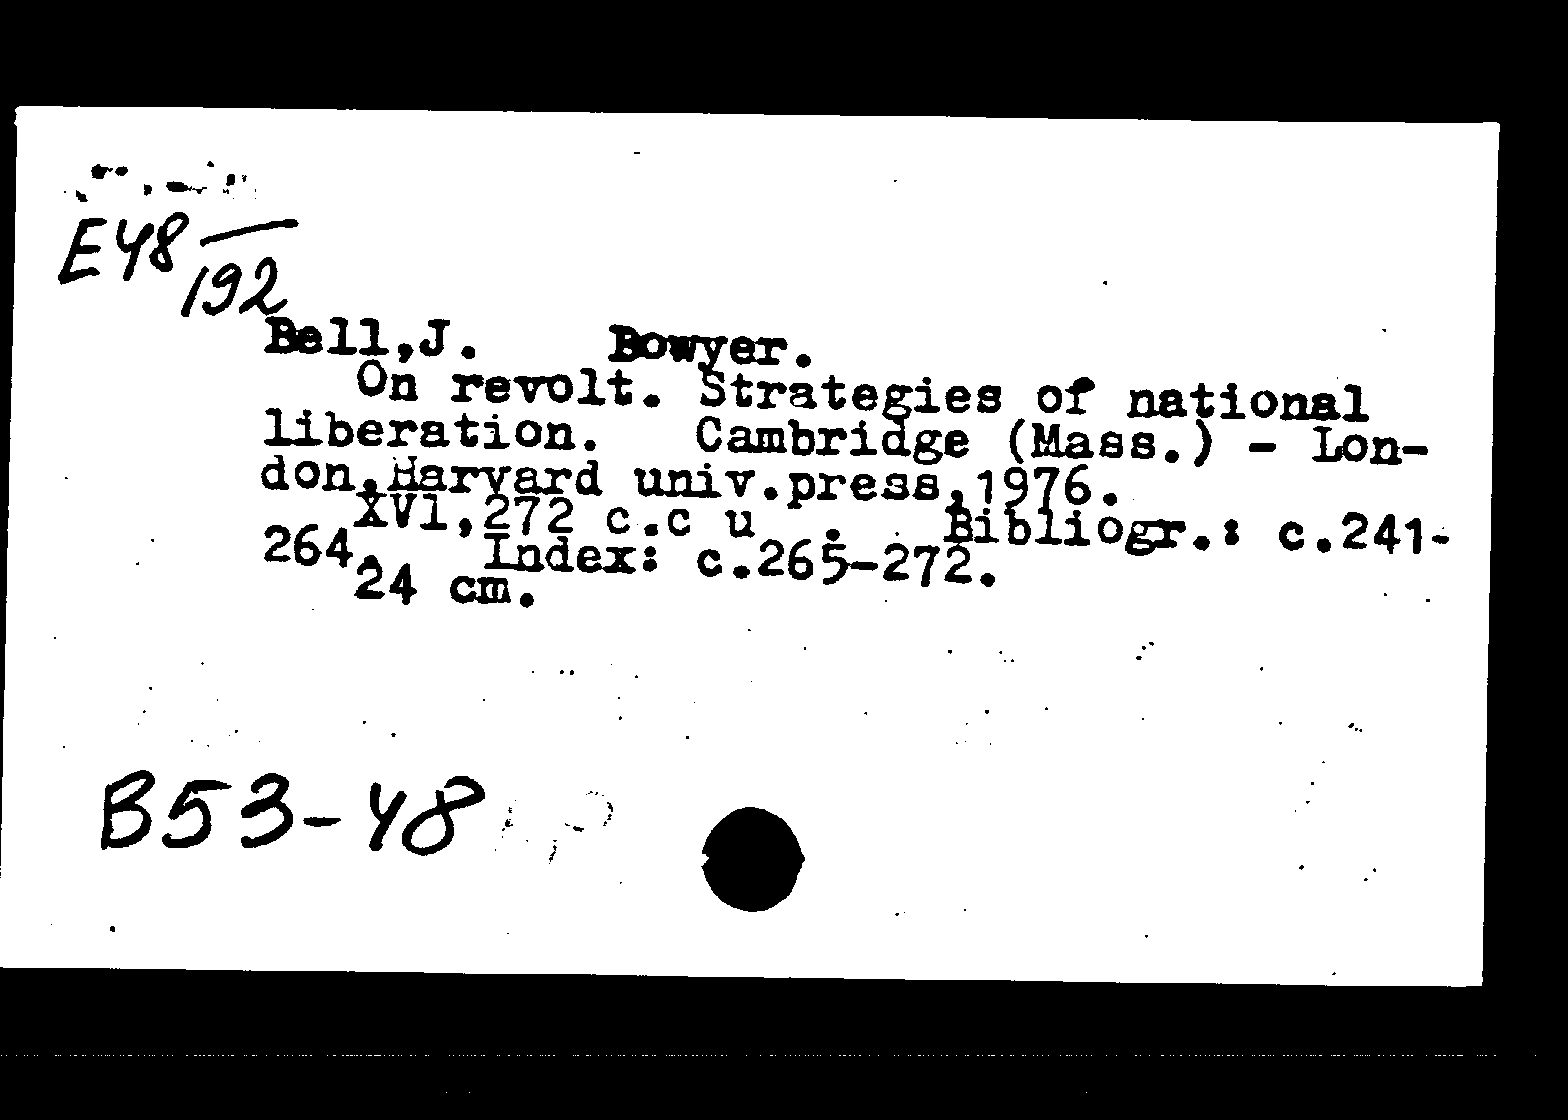 E48/192
Bell,J. Bowyer.
On revolt. Strategies of national
liberation. Cambridge (Mass.) - Lon-
don,Harvard univ.press,1976.
XVI,272 c.c u . Bibliogr.: c.241-
264. Index: c.265-272.
24 cm.
B53-48